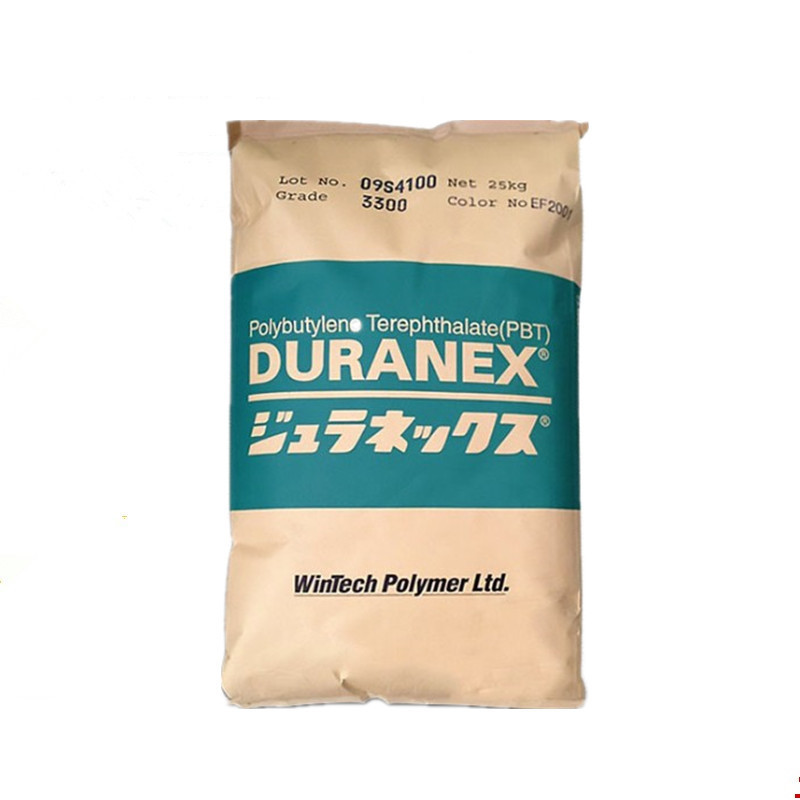 Lot No. 09S4100 Net 25kg
Grade 3300 Color No EF2001
Polybutylene Terephthalate(PBT)
DURANEX®
ジュラネックス®
WinTech Polymer Ltd.